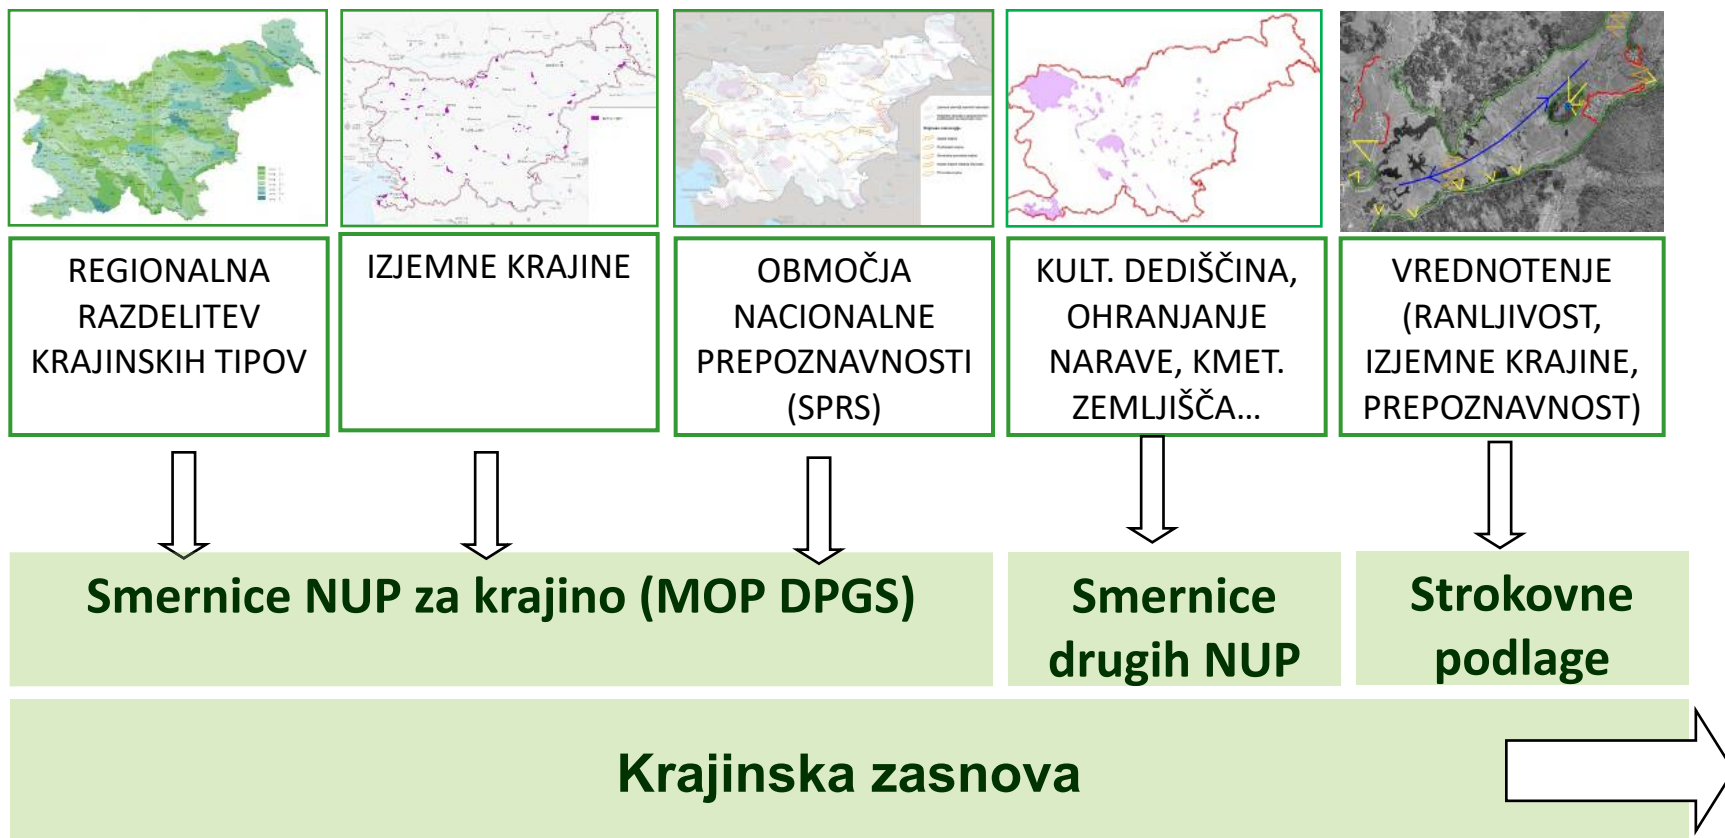 REGIONALNA
RAZDELITEV
KRAJINSKIH TIPOV
IZJEMNE KRAJINE
OBMOČJA
NACIONALNE
PREPOZNAVNOSTI
(SPRS)
KULT. DEDIŠČINA,
OHRANJANJE
NARAVE, KMET.
ZEMLJIŠČA...
VREDNOTENJE
(RANLJIVOST,
IZJEMNE KRAJINE,
PREPOZNAVNOST)
Smernice NUP za krajino (MOP DPGS)
Smernice
drugih NUP
Strokovne
podlage
Krajinska zasnova